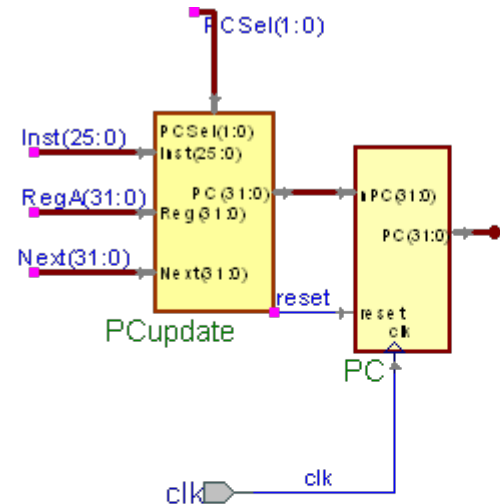 PCSel(1:0)
PCSel(1:0)
Inst(25:0)
Inst(25:0)
PC(31:0)
nPC(31:0)
RegA(31:0)
Reg(31:0)
PC(31:0)
Next(31:0)
Next(31:0)
reset
reset
clk
PCupdate
PC
clk
clk